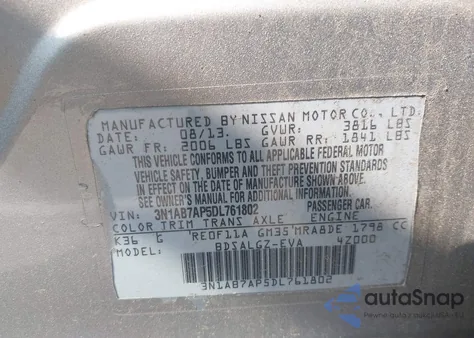 MANUFACTURED BY NISSAN MOTOR CO., LTD.
DATE: 08/13. GVWR: 3816 LBS
GAWR FR: 2006 LBS GAWR RR: 1841 LBS
THIS VEHICLE CONFORMS TO ALL APPLICABLE FEDERAL MOTOR
VEHICLE SAFETY, BUMPER AND THEFT PREVENTION STANDARDS
IN EFFECT ON THE DATE OF MANUFACTURE SHOWN ABOVE.
SEE OWNER'S MANUAL FOR ADDITIONAL INFORMATION
VIN: 3N1AB7AP5DL761802 PASSENGER CAR.
COLOR TRIM TRANS AXLE ENGINE
K36 G RE0F11A GM35 MRA8DE 1798 CC
MODEL: BDSALGZ-EVA 4Z000
3N1AB7AP5DL761802
autoSnap